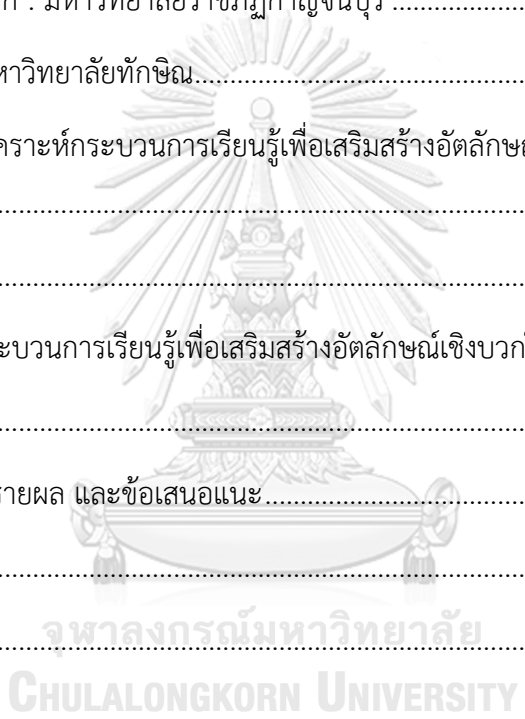 ก : มหาวิทยาลัยราชภัฏกาญจนบุรี ....................
หาวิทยาลัยทักษิณ..................................................
คราะห์กระบวนการเรียนรู้เพื่อเสริมสร้างอัตลักษณ
................................................................................
................................................................................
ะบวนการเรียนรู้เพื่อเสริมสร้างอัตลักษณ์เชิงบวก
................................................................................
รายผล และข้อเสนอแนะ........................................
................................................................................
จุฬาลงกรณ์มหาวิทยาลัย
................................................................................
CHULALONGKORN UNIVERSITY